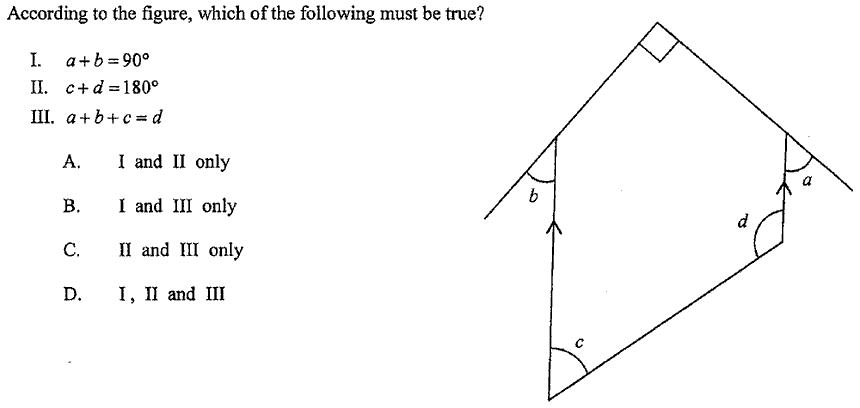 According to the figure, which of the following must be true?
I. a + b = 90°
II. c + d = 180°
III. a + b + c = d
A. I and II only
B. I and III only
C. II and III only
D. I, II and III
a
b
d
c